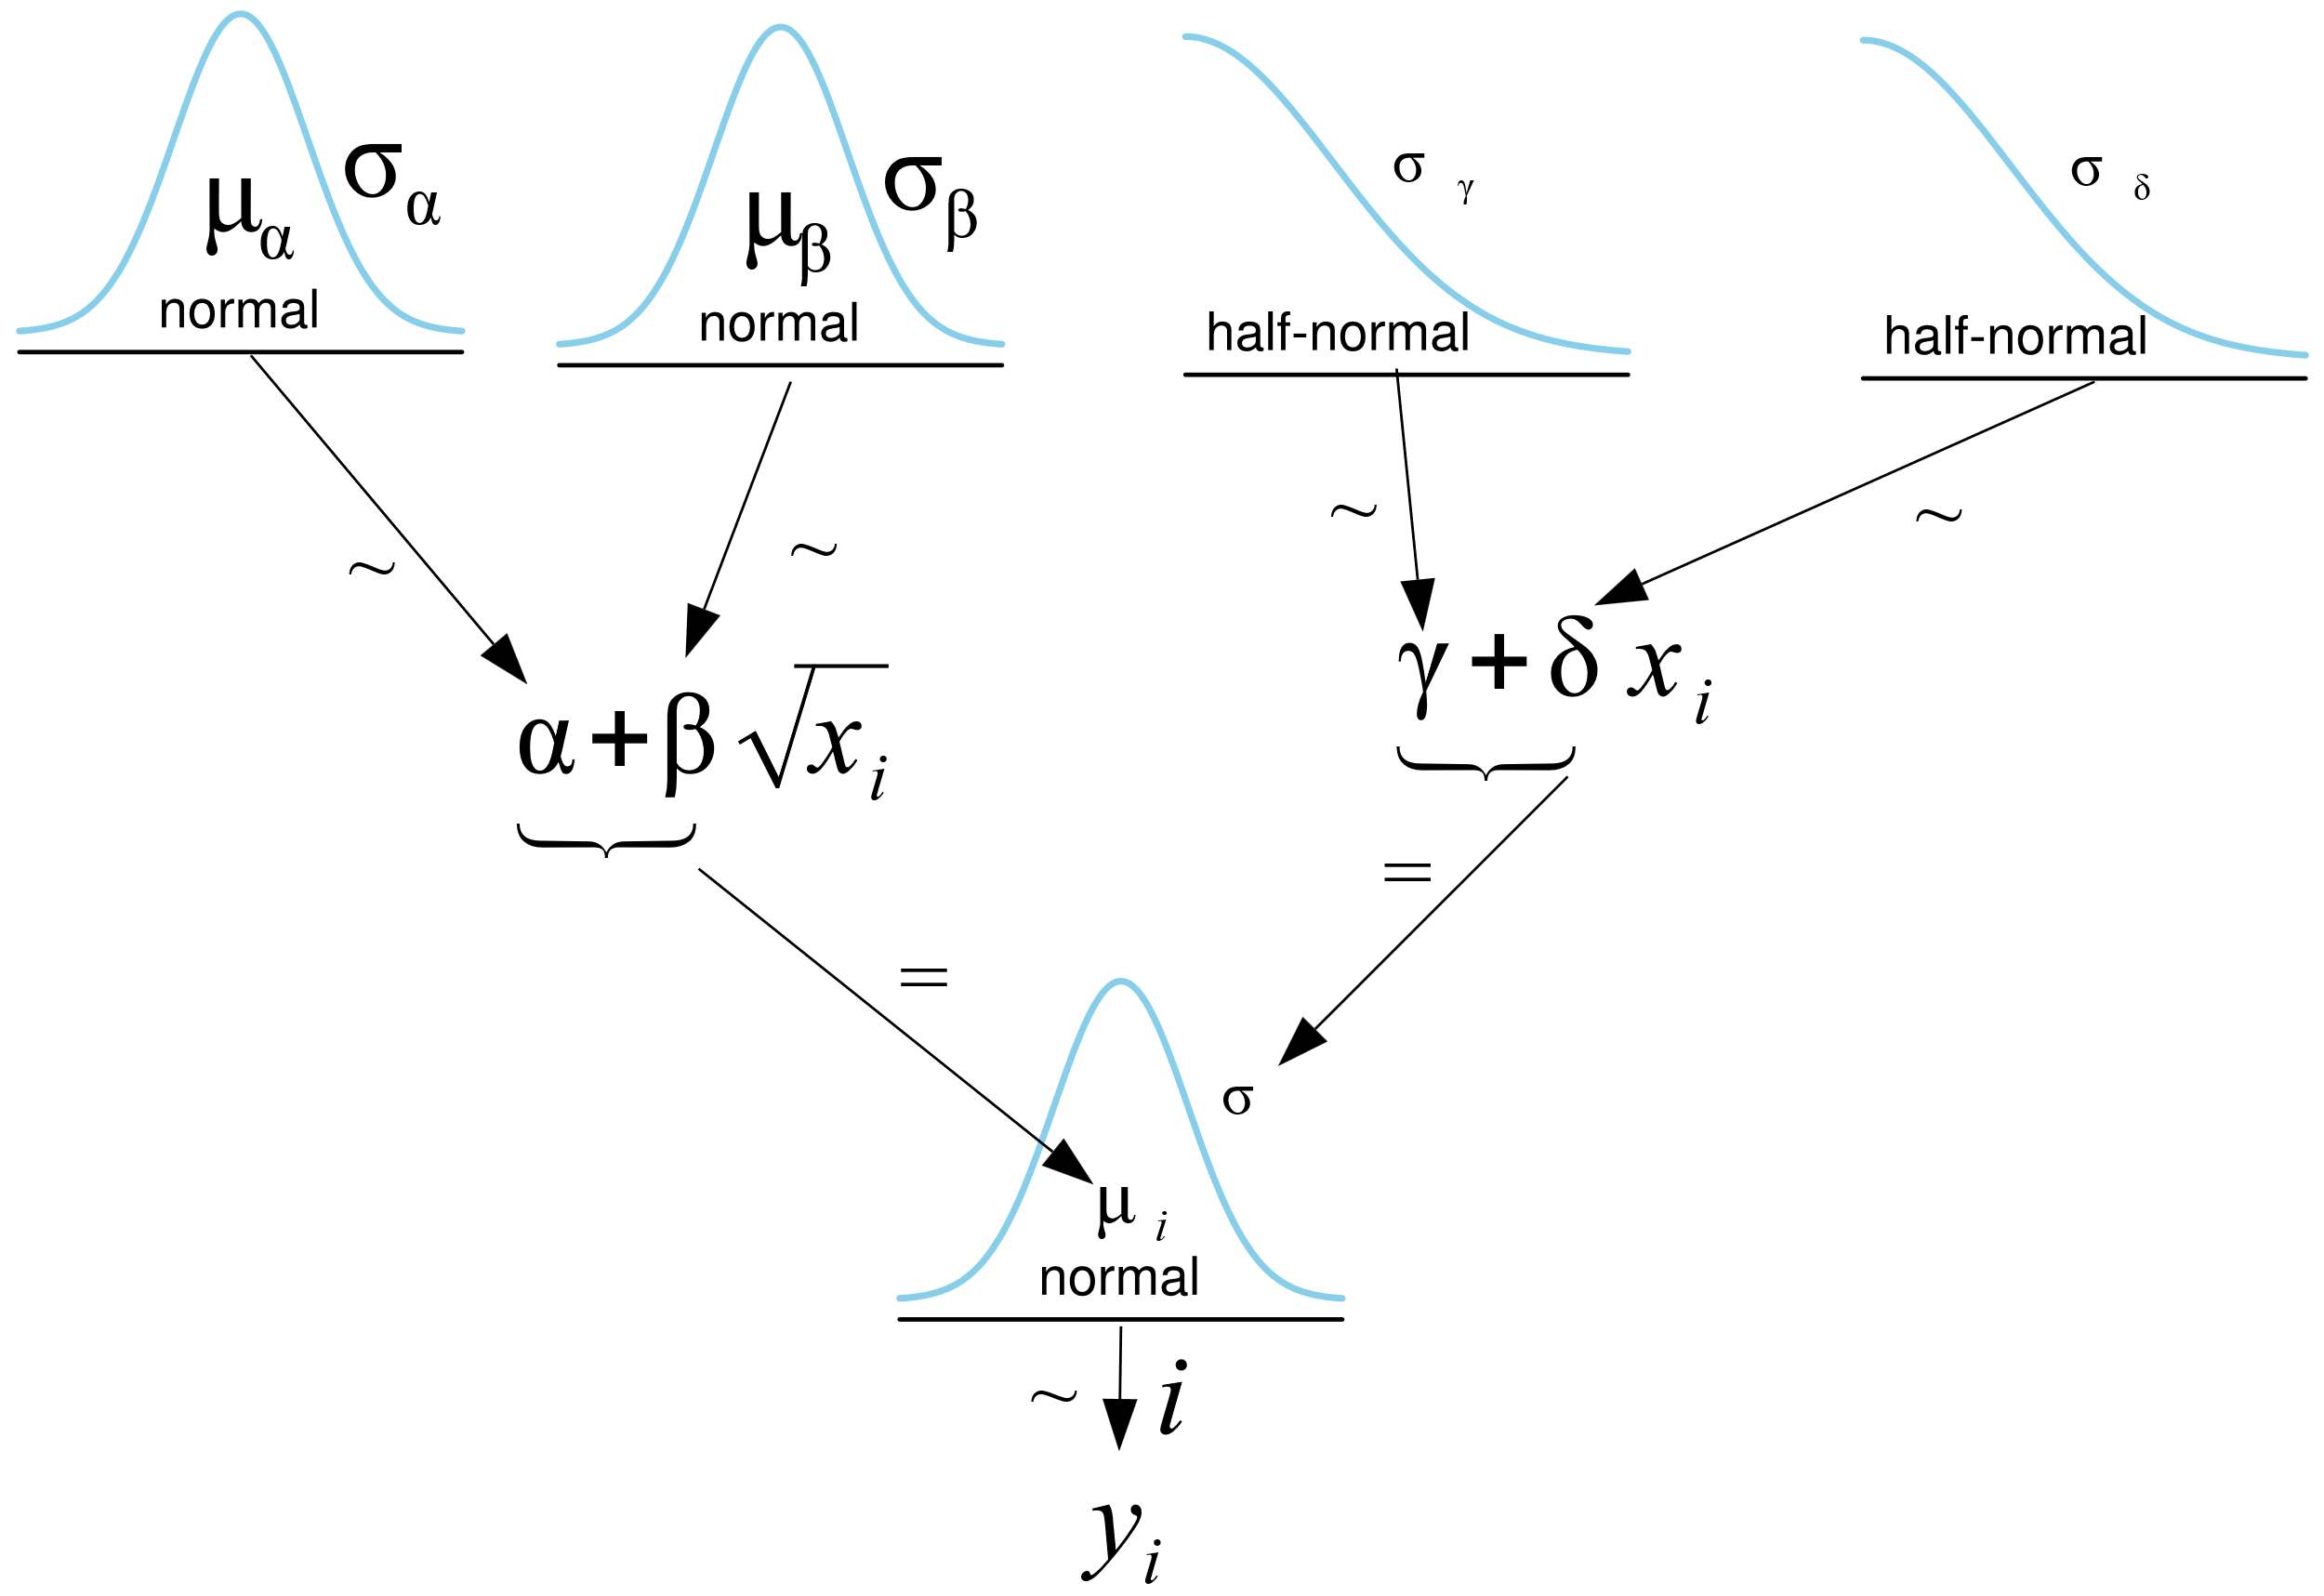 μα σα
normal
μβ σβ
normal
σ γ
half-normal
σ δ
half-normal
~
~
~
~
α + β √xi
γ + δ xi
=
=
σ
μ i
normal
~ i
yi